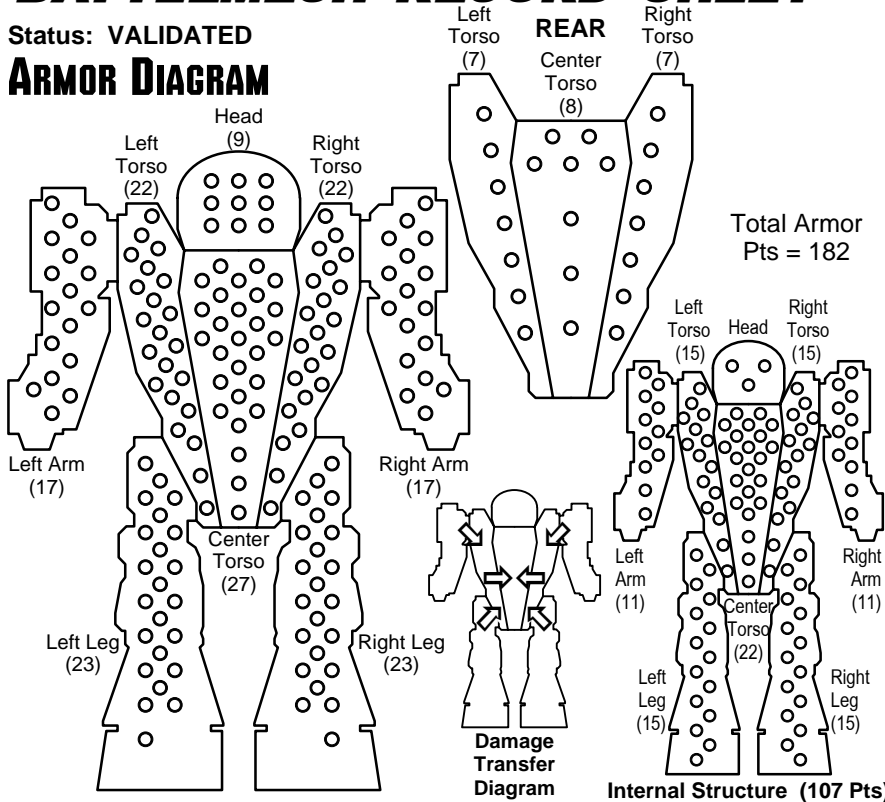 BATTLEMECH RECORD SHEET
Status: VALIDATED
ARMOR DIAGRAM
Head
(9)
Left
Torso
(22)
Right
Torso
(22)
Left Arm
(17)
Right Arm
(17)
Center
Torso
(27)
Left Leg
(23)
Right Leg
(23)
REAR
Left
Torso
(7)
Center
Torso
(8)
Right
Torso
(7)
Total Armor
Pts = 182
Left
Torso
(15)
Head
Right
Torso
(15)
Left
Arm
(11)
Right
Arm
(11)
Center
Torso
(22)
Left
Leg
(15)
Right
Leg
(15)
Damage
Transfer
Diagram
Internal Structure (107 Pts)